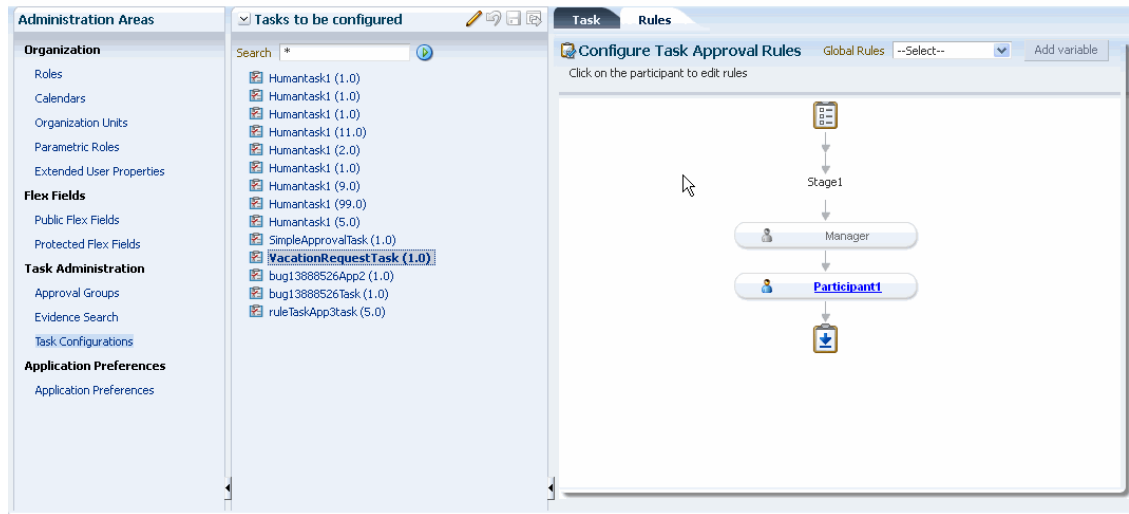 Administration Areas
Organization
Roles
Calendars
Organization Units
Parametric Roles
Extended User Properties
Flex Fields
Public Flex Fields
Protected Flex Fields
Task Administration
Approval Groups
Evidence Search
Task Configurations
Application Preferences
Application Preferences
Tasks to be configured
Search *
Humantask1 (1.0)
Humantask1 (1.0)
Humantask1 (1.0)
Humantask1 (11.0)
Humantask1 (2.0)
Humantask1 (1.0)
Humantask1 (9.0)
Humantask1 (99.0)
Humantask1 (5.0)
SimpleApprovalTask (1.0)
VacationRequestTask (1.0)
bug13888526App2 (1.0)
bug13888526Task (1.0)
ruleTaskApp3task (5.0)
Task Rules
Configure Task Approval Rules Global Rules --Select-- Add variable
Click on the participant to edit rules
Stage1
Manager
Participant1